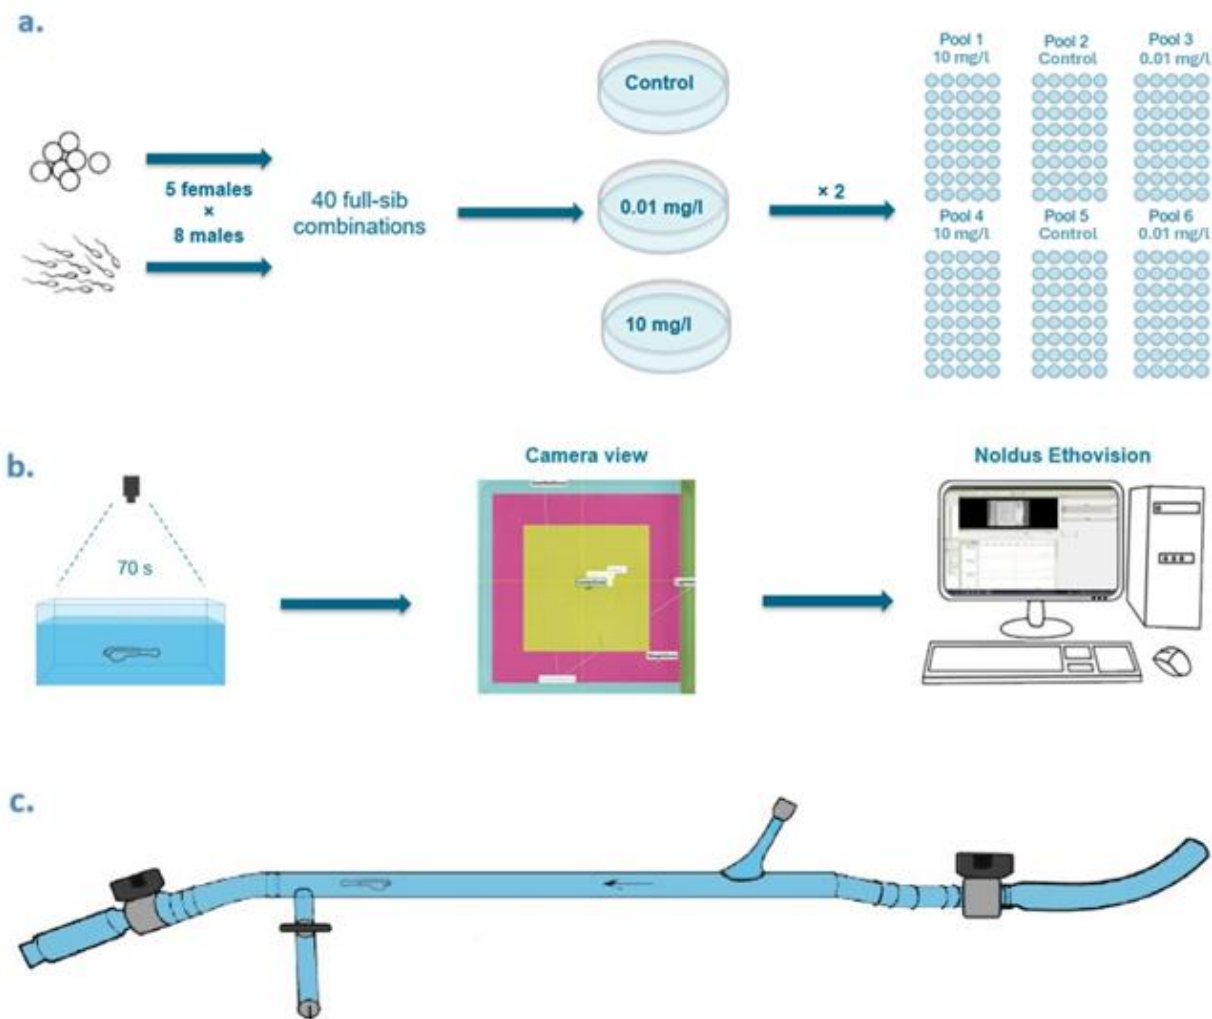 a.
5 females
×
8 males
40 full-sib
combinations
Control
0.01 mg/l
10 mg/l
× 2
Pool 1
10 mg/l
Pool 2
Control
Pool 3
0.01 mg/l
Pool 4
10 mg/l
Pool 5
Control
Pool 6
0.01 mg/l
b.
70 s
Camera view
Noldus Ethovision
c.